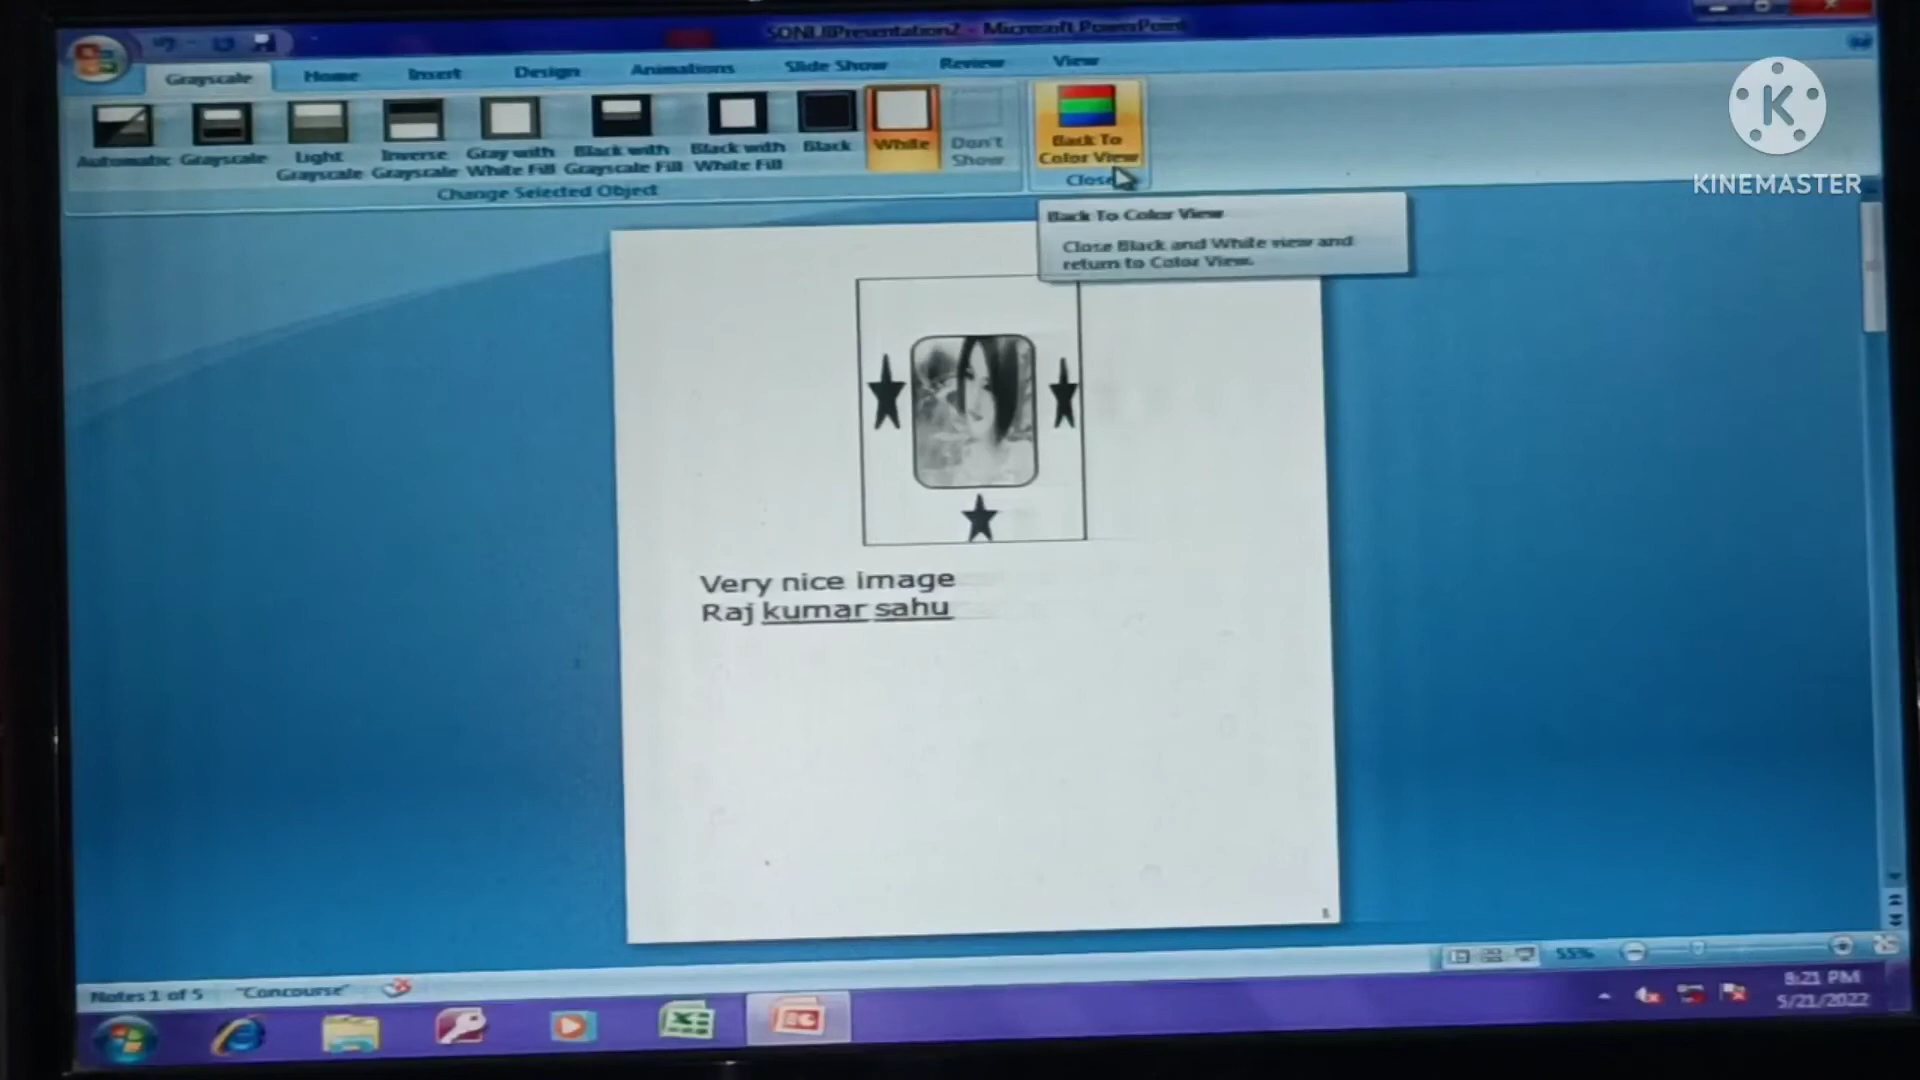 SONUJIPresentation2 - Microsoft PowerPoint
Grayscale Home Insert Design Animations Slide Show Review View
Automatic
Grayscale
Light Grayscale
Inverse Grayscale
Gray with White Fill
Black with Grayscale Fill
Black with White Fill
Black
White
Don't Show
Back To Color View
Change Selected Object
Close
KINEMASTER
Back To Color View
Close Black and White view and
return to Color View.
Very nice image
Raj kumar sahu
1
Notes 1 of 5 "Concourse"
55%
8:21 PM
5/21/2022